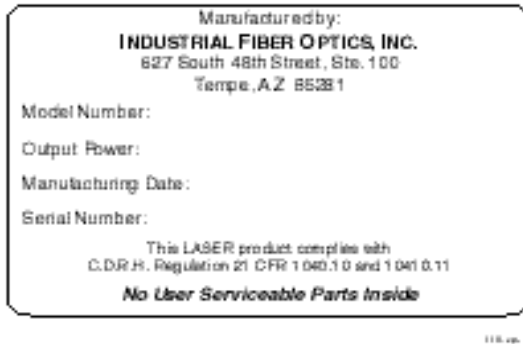 Manufactured by:
INDUSTRIAL FIBER OPTICS, INC.
627 South 48th Street, Ste. 100
Tempe, AZ 85281
Model Number:
Output Power:
Manufacturing Date:
Serial Number:
This LASER product complies with
C.D.R.H. Regulation 21 CFR 1040.10 and 10410.11
No User Serviceable Parts Inside